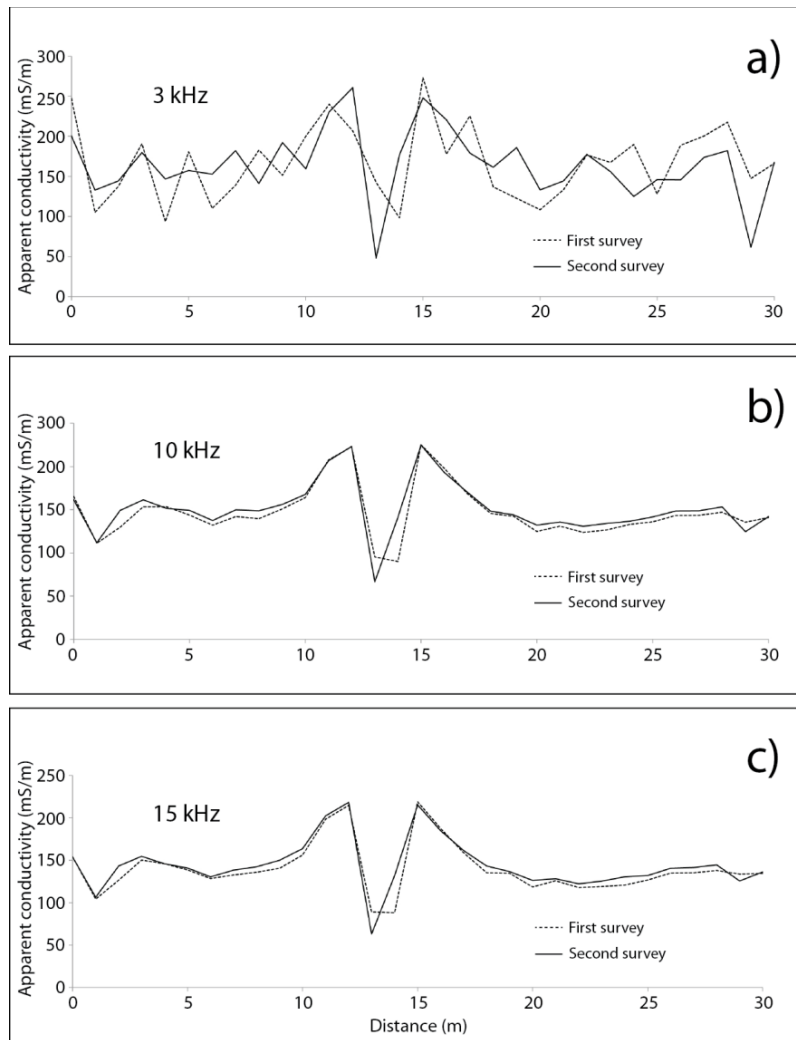 a)
3 kHz
Apparent conductivity (mS/m)
300
250
200
150
100
50
0
First survey
Second survey
0 5 10 15 20 25 30
b)
10 kHz
Apparent conductivity (mS/m)
300
200
150
100
50
0
First survey
Second survey
0 5 10 15 20 25 30
c)
15 kHz
Apparent conductivity (mS/m)
250
200
150
100
50
0
First survey
Second survey
0 5 10 15 20 25 30
Distance (m)